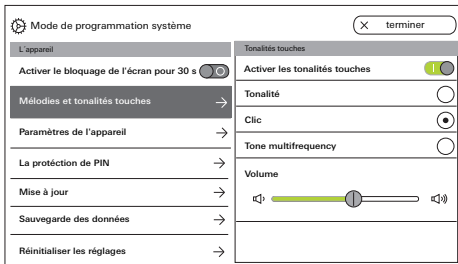 Mode de programmation système
× terminer
L'appareil
Activer le bloquage de l'écran pour 30 s
Mélodies et tonalités touches
Paramètres de l'appareil
La protéction de PIN
Mise à jour
Sauvegarde des données
Réinitialiser les réglages
Tonalités touches
Activer les tonalités touches
Tonalité
Clic
Tone multifrequency
Volume